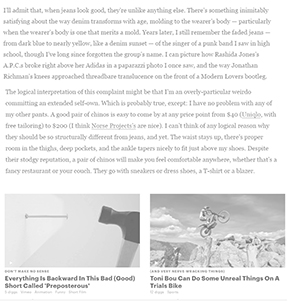 I'll admit that, when jeans look good, they're unlike anything else. There's something inimitably
satisfying about the way denim transforms with age, molding to the wearer's body — particularly
when the wearer's body is one that merits a mold. Years later, I still remember the faded jeans —
from dark blue to nearly yellow, like a denim sunset — of the singer of a punk band I saw in high
school, though I've long since forgotten the group's name. I can picture how Rashida Jones's
A.P.C.s broke right above her Adidas in a paparazzi photo I once saw, and the way Jonathan
Richman's knees approached threadbare translucence on the front of a Modern Lovers bootleg.
The logical interpretation of this complaint might be that I'm an overly-particular weirdo
committing an extended self-own. Which is probably true, except: I have no problem with any of
my other pants. A good pair of chinos is easy to come by at any price point from $40 (Uniqlo, with
free tailoring) to $200 (I think Norse Projects's are nice). I can't think of any logical reason why
they should be so structurally different from jeans, and yet. The waist stays up, there's proper
room in the thighs, deep pockets, and the ankle tapers nicely to fit just above my shoes. Despite
their stodgy reputation, a pair of chinos will make you feel comfortable anywhere, whether that's a
fancy restaurant or your couch. They go with sneakers or dress shoes, a T-shirt or a blazer.
DON'T MAKE NO SENSE
Everything Is Backward In This Bad (Good)
Short Called 'Preposterous'
(AND VERY NERVE WRACKING THINGS)
Toni Bou Can Do Some Unreal Things On A
Trials Bike